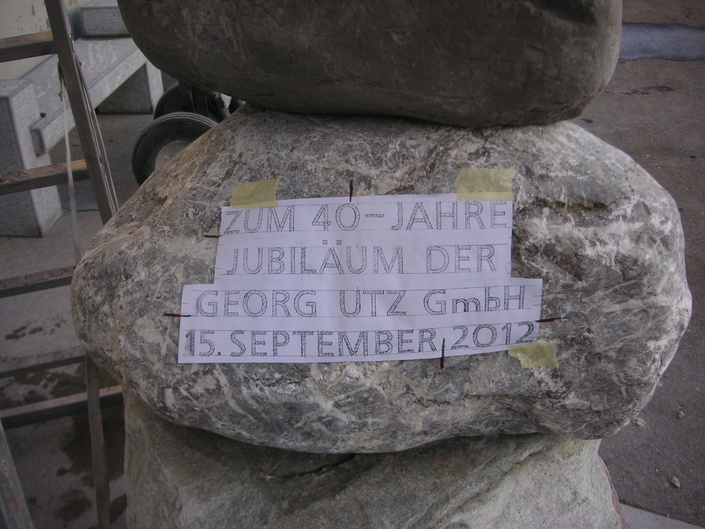 ZUM 40 JAHRE
JUBILÄUM DER
GEORG UTZ GmbH
15. SEPTEMBER 2012